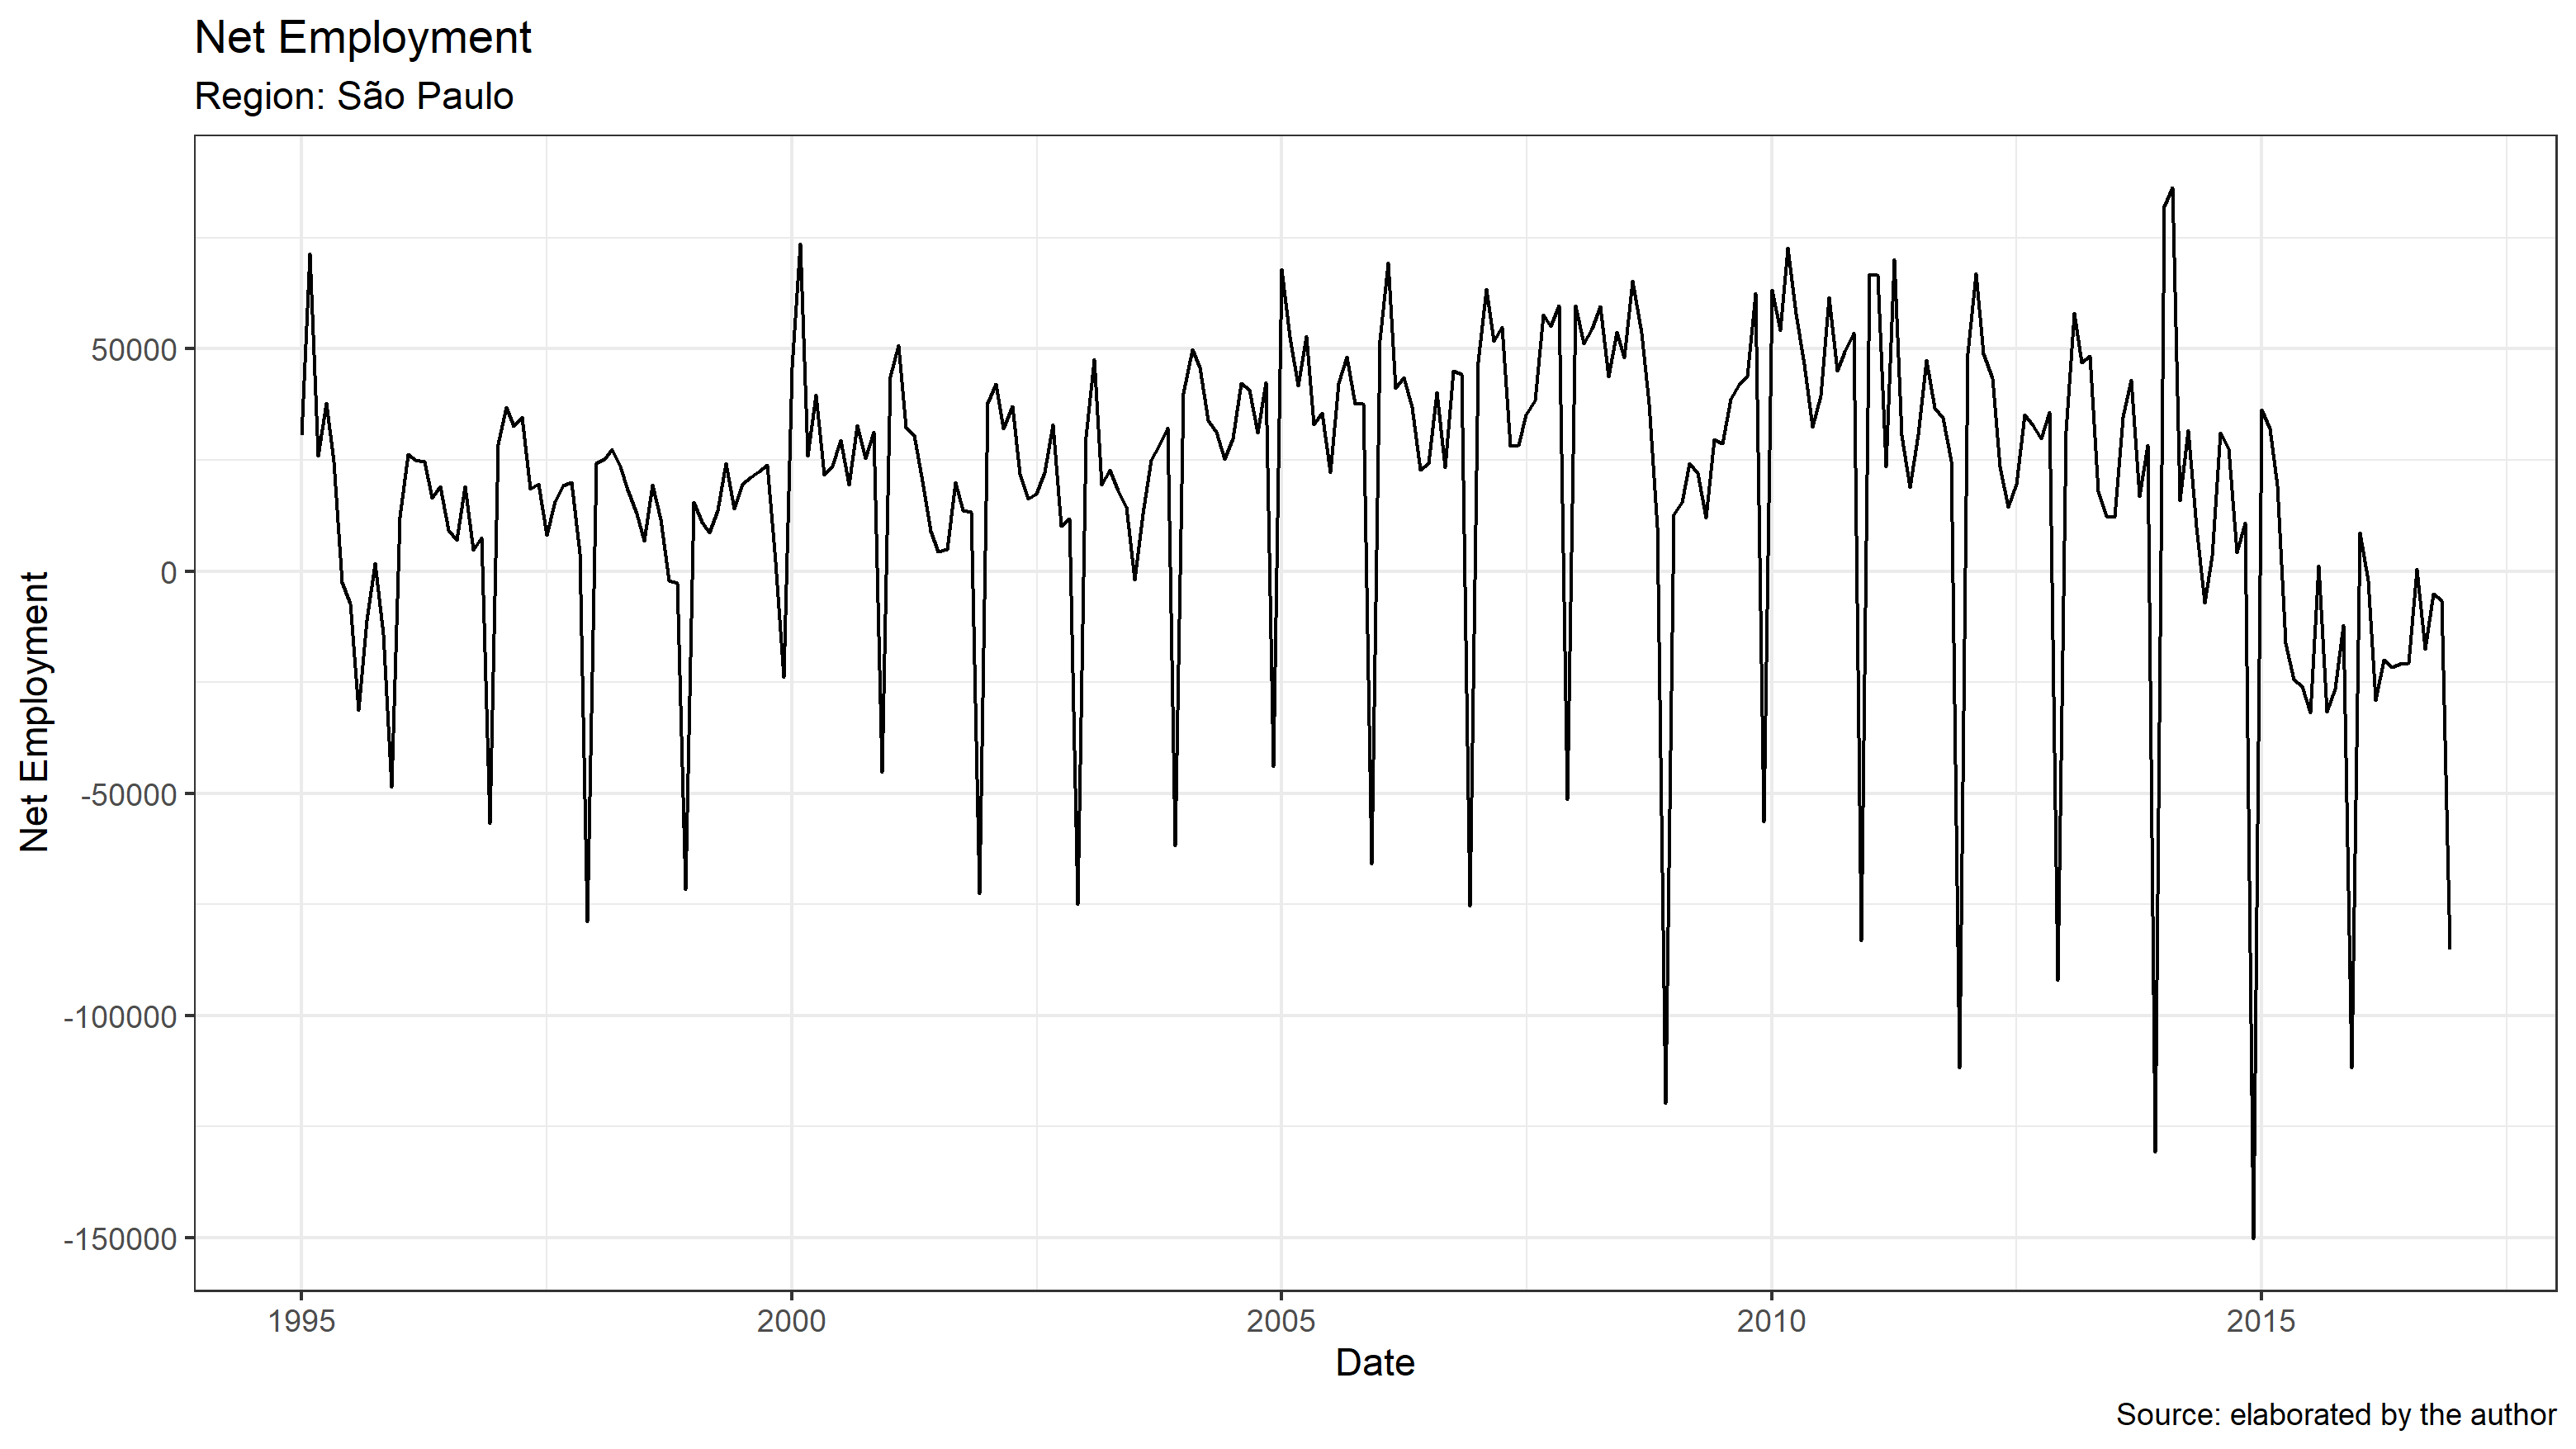 Net Employment
Region: São Paulo
Net Employment
50000
0
-50000
-100000
-150000
1995
2000
2005
2010
2015
Date
Source: elaborated by the author